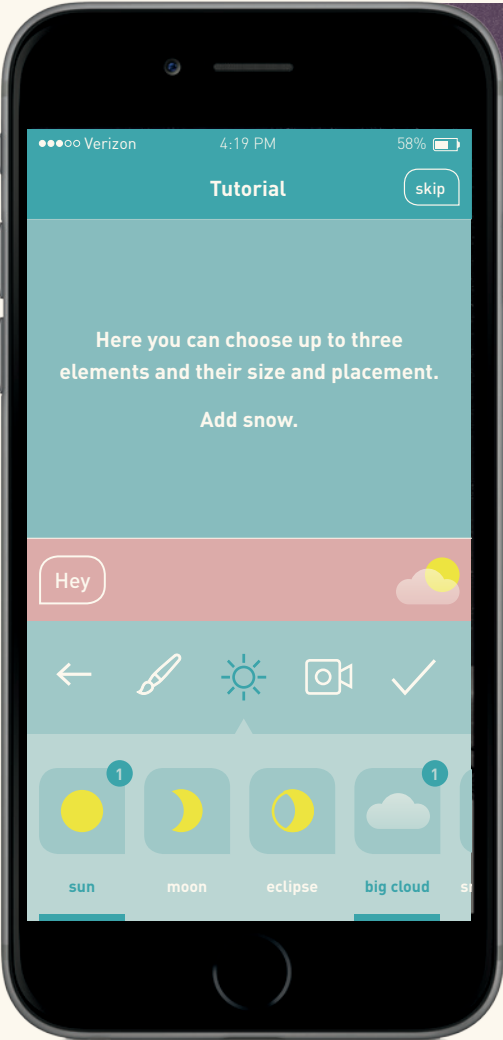 Verizon 4:19 PM 58%
Tutorial skip
Here you can choose up to three
elements and their size and placement.
Add snow.
Hey
1 1
sun moon eclipse big cloud